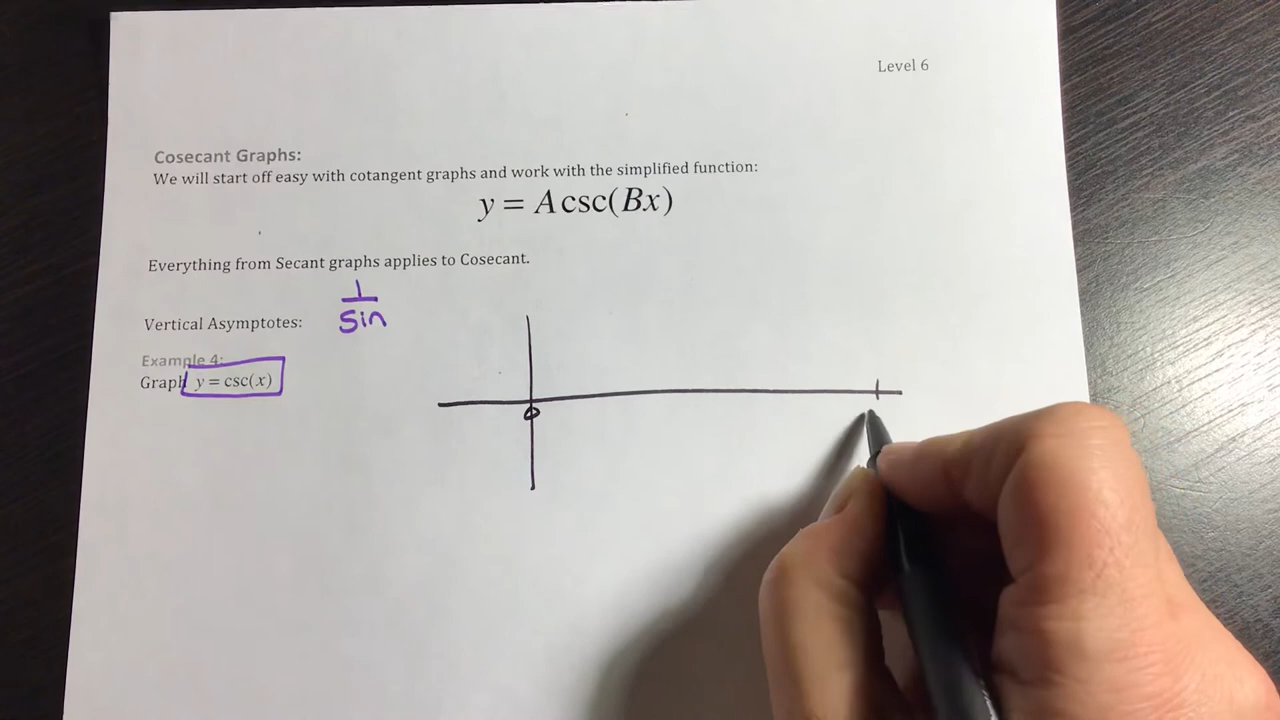 Level 6
Cosecant Graphs:
We will start off easy with cotangent graphs and work with the simplified function:
y = A csc(Bx)
Everything from Secant graphs applies to Cosecant.
1
Sin
Vertical Asymptotes:
Example 4:
Graph y = csc(x)
0